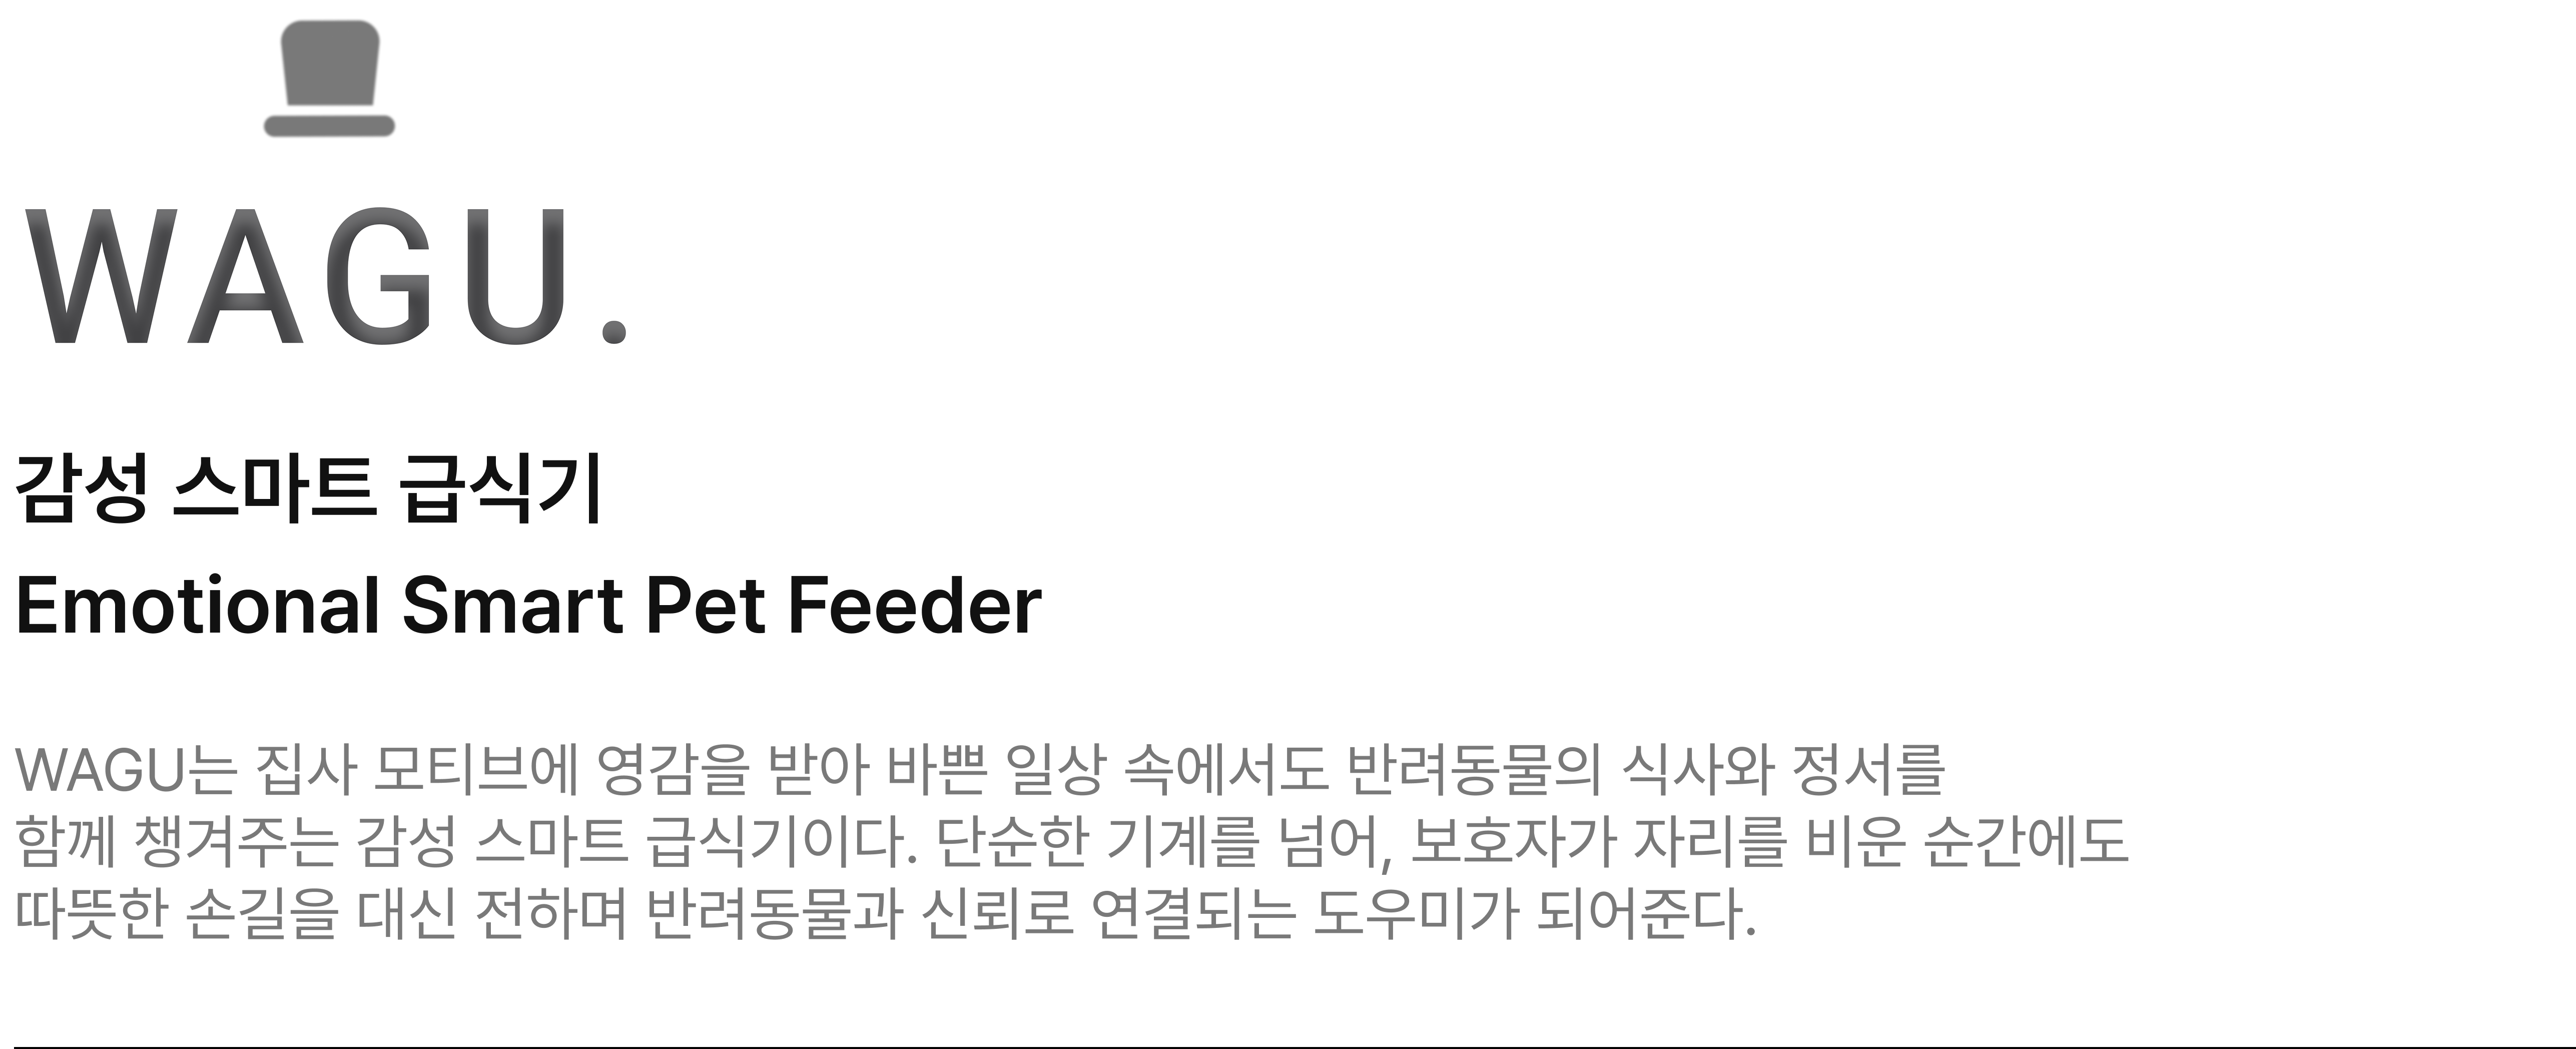 WAGU.
감성 스마트 급식기
Emotional Smart Pet Feeder
WAGU는 집사 모티브에 영감을 받아 바쁜 일상 속에서도 반려동물의 식사와 정서를
함께 챙겨주는 감성 스마트 급식기이다. 단순한 기계를 넘어, 보호자가 자리를 비운 순간에도
따뜻한 손길을 대신 전하며 반려동물과 신뢰로 연결되는 도우미가 되어준다.